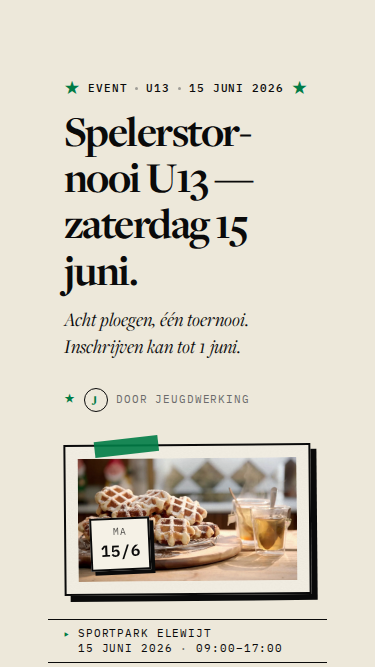 ★ EVENT • U13 • 15 JUNI 2026 ★
Spelerstor-
nooi U13 —
zaterdag 15
juni.
Acht ploegen, één toernooi.
Inschrijven kan tot 1 juni.
★ J DOOR JEUGDWERKING
MA
15/6
▸ SPORTPARK ELEWIJT
15 JUNI 2026 · 09:00–17:00